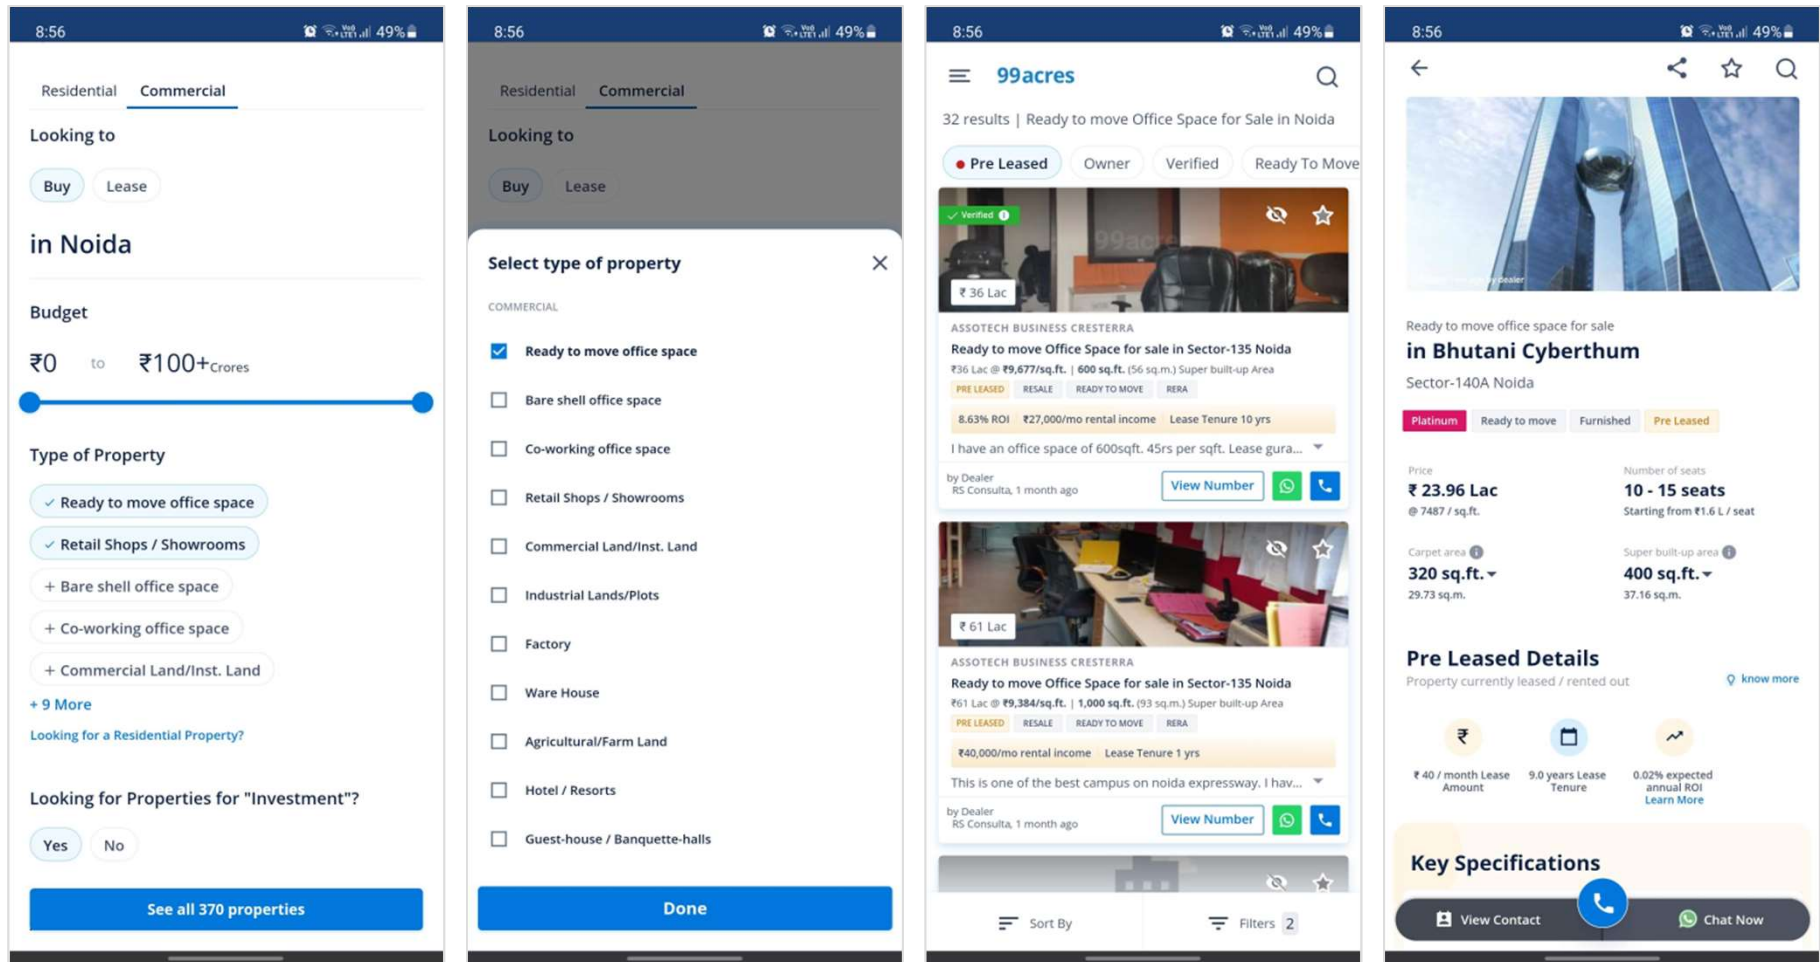 8:56
49%
Residential
Commercial
Looking to
Buy
Lease
in Noida
Budget
₹0 to ₹100+Crores
Type of Property
✓ Ready to move office space
✓ Retail Shops / Showrooms
+ Bare shell office space
+ Co-working office space
+ Commercial Land/Inst. Land
+ 9 More
Looking for a Residential Property?
Looking for Properties for "Investment"?
Yes
No
See all 370 properties
8:56
49%
Residential
Commercial
Looking to
Buy
Lease
Select type of property
COMMERCIAL
Ready to move office space
Bare shell office space
Co-working office space
Retail Shops / Showrooms
Commercial Land/Inst. Land
Industrial Lands/Plots
Factory
Ware House
Agricultural/Farm Land
Hotel / Resorts
Guest-house / Banquette-halls
Done
8:56
49%
99acres
32 results | Ready to move Office Space for Sale in Noida
Pre Leased
Owner
Verified
Ready To Move
Verified
99acres
₹ 36 Lac
ASSOTECH BUSINESS CRESTERRA
Ready to move Office Space for sale in Sector-135 Noida
₹36 Lac @ ₹9,677/sq.ft. | 600 sq.ft. (56 sq.m.) Super built-up Area
PRE LEASED
RESALE
READY TO MOVE
RERA
8.63% ROI
₹27,000/mo rental income
Lease Tenure 10 yrs
I have an office space of 600sqft. 45rs per sqft. Lease gura...
by Dealer
RS Consulta, 1 month ago
View Number
₹ 61 Lac
ASSOTECH BUSINESS CRESTERRA
Ready to move Office Space for sale in Sector-135 Noida
₹61 Lac @ ₹9,384/sq.ft. | 1,000 sq.ft. (93 sq.m.) Super built-up Area
PRE LEASED
RESALE
READY TO MOVE
RERA
₹40,000/mo rental income
Lease Tenure 1 yrs
This is one of the best campus on noida expressway. I hav...
by Dealer
RS Consulta, 1 month ago
View Number
Sort By
Filters 2
8:56
49%
by dealer
Ready to move office space for sale
in Bhutani Cyberthum
Sector-140A Noida
Platinum
Ready to move
Furnished
Pre Leased
Price
₹ 23.96 Lac
@ 7487 / sq.ft.
Number of seats
10 - 15 seats
Starting from ₹1.6 L / seat
Carpet area
320 sq.ft.
29.73 sq.m.
Super built-up area
400 sq.ft.
37.16 sq.m.
Pre Leased Details
Property currently leased / rented out
know more
₹ 40 / month Lease
Amount
9.0 years Lease
Tenure
0.02% expected
annual ROI
Learn More
Key Specifications
View Contact
Chat Now